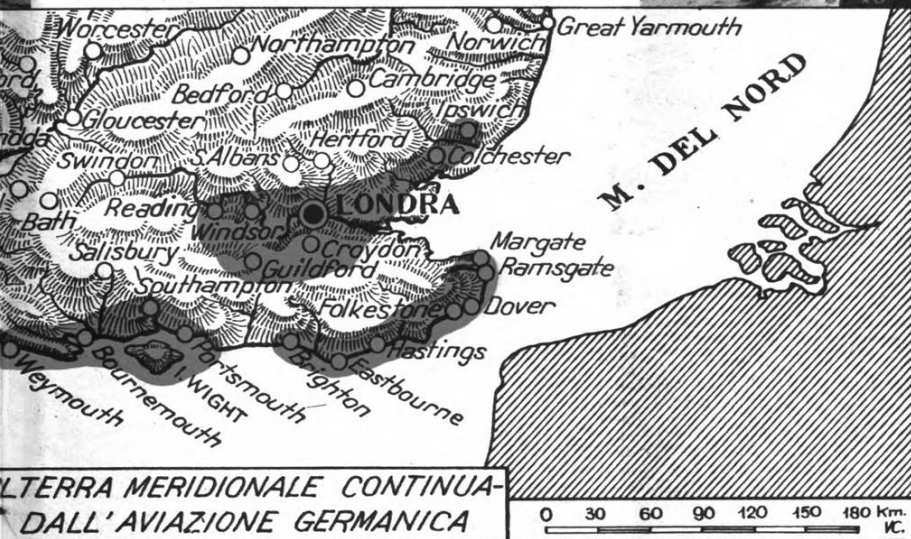 Worcester
Northampton
Norwich
Great Yarmouth
Bedford
Cambridge
Gloucester
Ipswich
Hertford
Swindon
S.Albans
Colchester
M. DEL NORD
Bath
Reading
LONDRA
Windsor
Croydon
Margate
Salisbury
Guildford
Ramsgate
Southampton
Folkestone
Dover
Hastings
Weymouth
Bournemouth
I. WIGHT
Portsmouth
Brighton
Eastbourne
LTERRA MERIDIONALE CONTINUA-
DALL'AVIAZIONE GERMANICA
0 30 60 90 120 150 180 km.
VC.